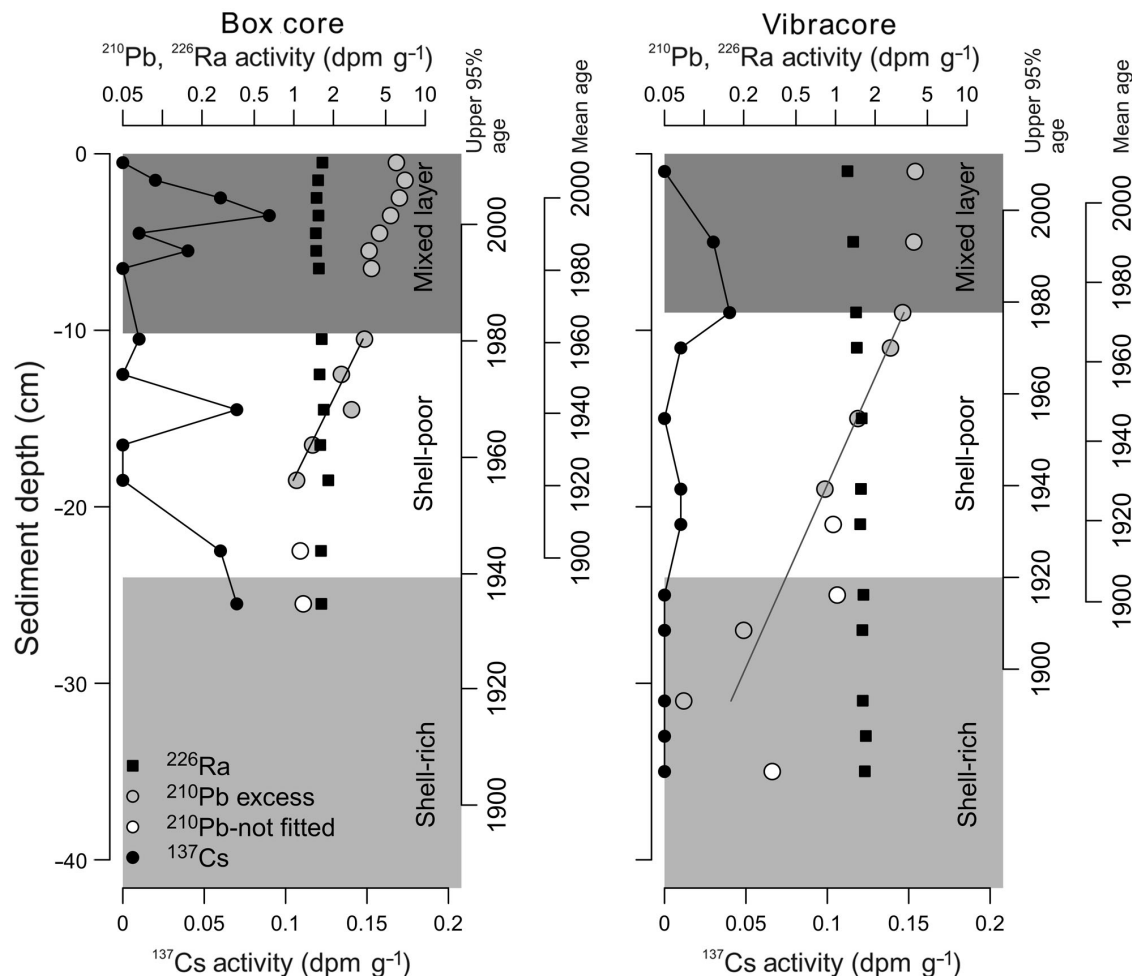 Box core
²¹⁰Pb, ²²⁶Ra activity (dpm g⁻¹)
0.05 0.2 0.5 1 2 5 10
Upper 95% age
Mean age
Sediment depth (cm)
0
-10
-20
-30
-40
Mixed layer
Shell-poor
Shell-rich
2000
1980
1960
1940
1920
1900
2000
1980
1960
1940
1920
1900
²²⁶Ra
²¹⁰Pb excess
²¹⁰Pb-not fitted
¹³⁷Cs
0 0.1 0.15 0.2
¹³⁷Cs activity (dpm g⁻¹)
Vibracore
²¹⁰Pb, ²²⁶Ra activity (dpm g⁻¹)
0.05 0.2 0.5 1 2 5 10
Upper 95% age
Mean age
Mixed layer
Shell-poor
Shell-rich
2000
1980
1960
1940
1920
1900
2000
1980
1960
1940
1920
1900
0 0.1 0.15 0.2
¹³⁷Cs activity (dpm g⁻¹)